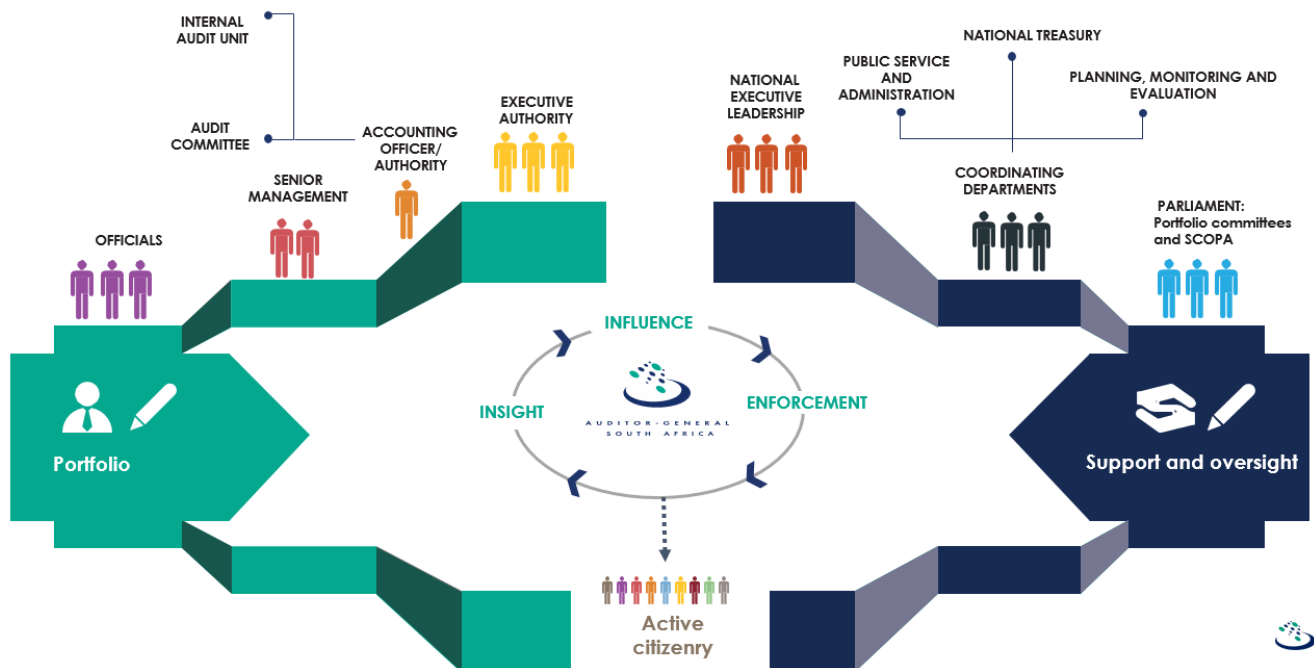 INTERNAL
AUDIT UNIT
AUDIT
COMMITTEE
ACCOUNTING
OFFICER/
AUTHORITY
EXECUTIVE
AUTHORITY
SENIOR
MANAGEMENT
OFFICIALS
NATIONAL
EXECUTIVE
LEADERSHIP
PUBLIC SERVICE
AND
ADMINISTRATION
NATIONAL TREASURY
PLANNING, MONITORING AND
EVALUATION
COORDINATING
DEPARTMENTS
PARLIAMENT:
Portfolio committees
and SCOPA
Portfolio
INFLUENCE
INSIGHT
ENFORCEMENT
AUDITOR-GENERAL
SOUTH AFRICA
Support and oversight
Active
citizenry